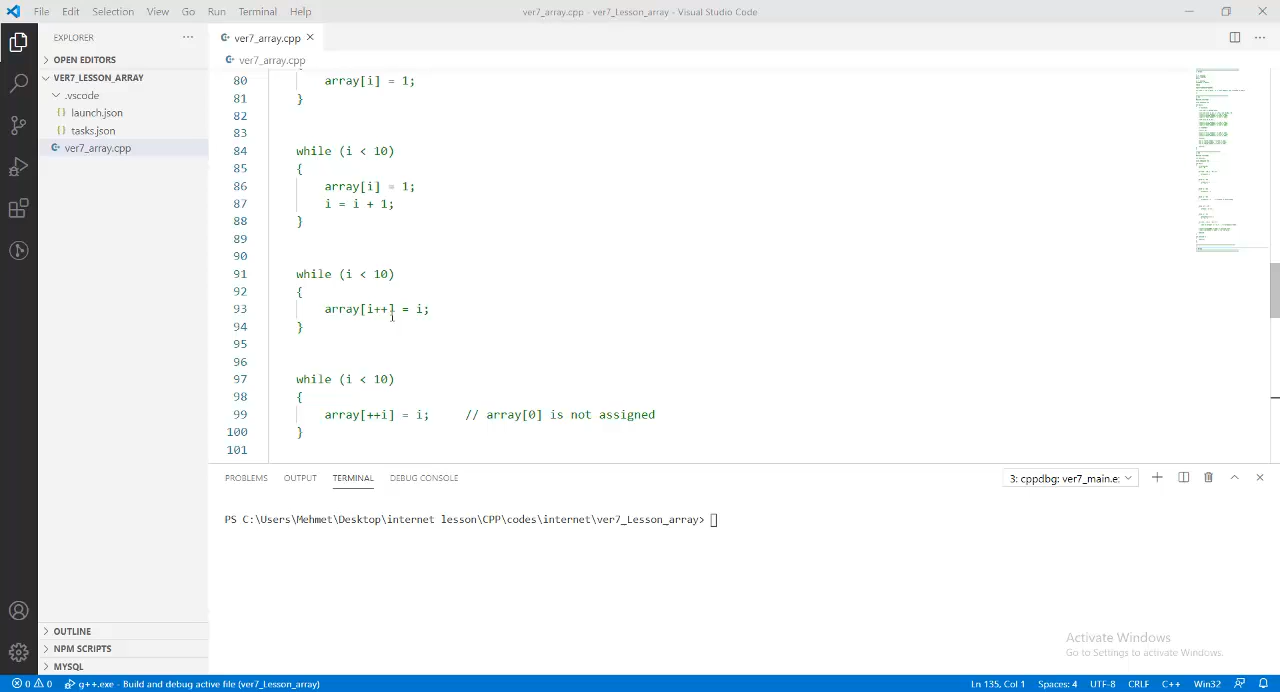 File Edit Selection View Go Run Terminal Help ver7_array.cpp - ver7_Lesson_array - Visual Studio Code
EXPLORER
OPEN EDITORS
VER7_LESSON_ARRAY
.vscode
launch.json
tasks.json
ver7_array.cpp
OUTLINE
NPM SCRIPTS
MYSQL
ver7_array.cpp
ver7_array.cpp
80 array[i] = 1;
81 }
82
83
84 while (i < 10)
85 {
86 array[i] = 1;
87 i = i + 1;
88 }
89
90
91 while (i < 10)
92 {
93 array[i++] = i;
94 }
95
96
97 while (i < 10)
98 {
99 array[++i] = i; // array[0] is not assigned
100 }
101
PROBLEMS OUTPUT TERMINAL DEBUG CONSOLE 3: cppdbg: ver7_main.e:
PS C:\Users\Mehmet\Desktop\internet lesson\CPP\codes\internet\ver7_Lesson_array>
Activate Windows
Go to Settings to activate Windows.
0 0 g++.exe - Build and debug active file (ver7_Lesson_array) Ln 135, Col 1 Spaces: 4 UTF-8 CRLF C++ Win32